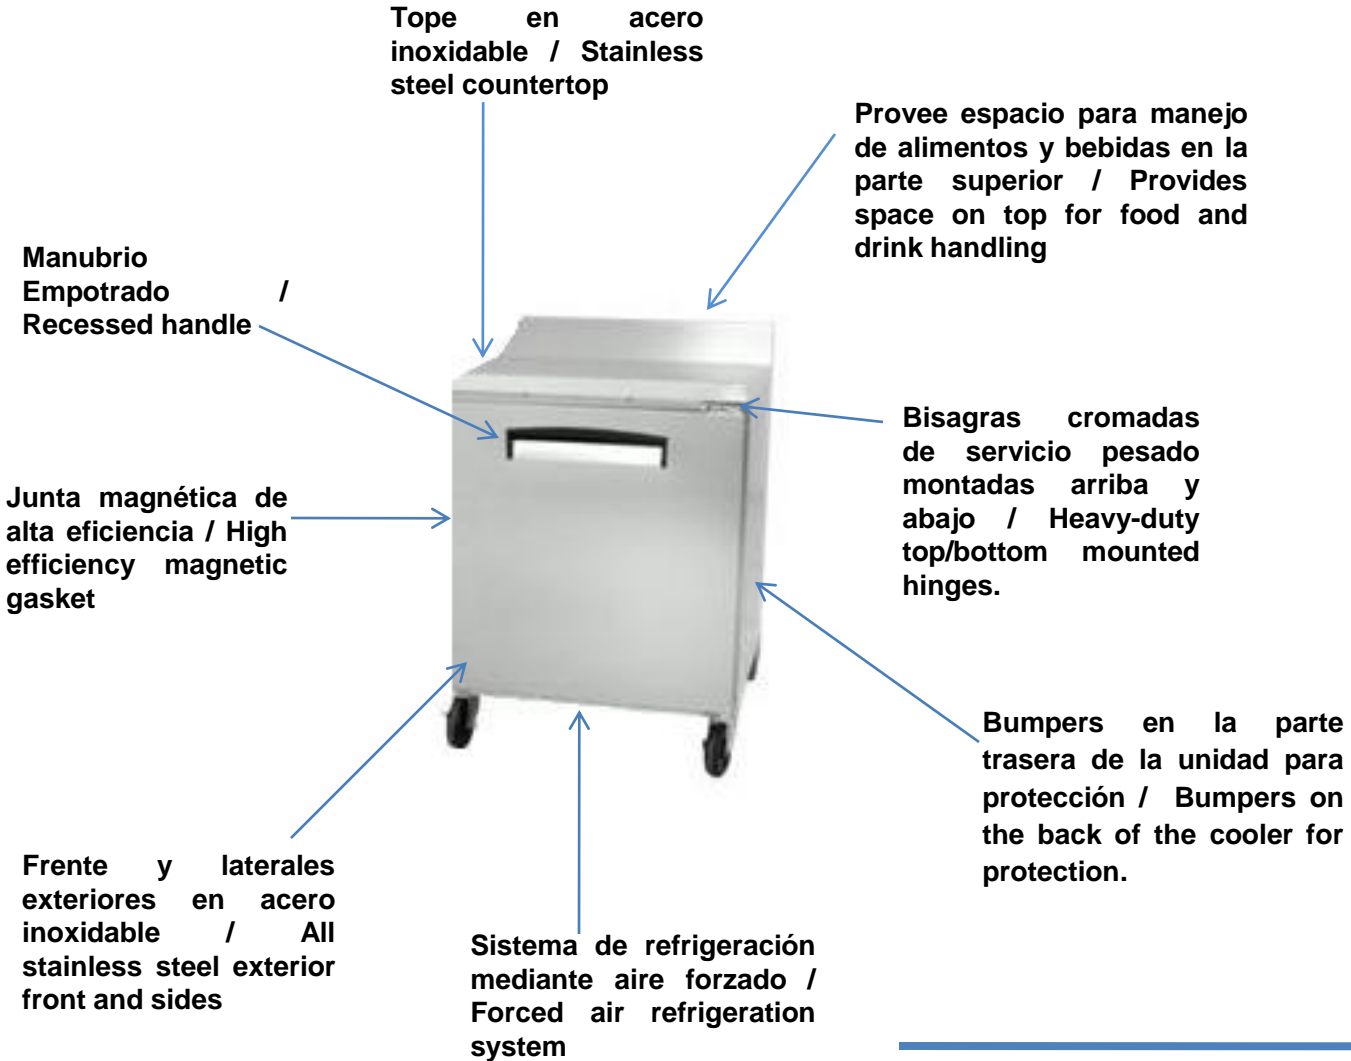 Tope en acero
inoxidable / Stainless
steel countertop
Provee espacio para manejo
de alimentos y bebidas en la
parte superior / Provides
space on top for food and
drink handling
Manubrio
Empotrado /
Recessed handle
Bisagras cromadas
de servicio pesado
montadas arriba y
abajo / Heavy-duty
top/bottom mounted
hinges.
Junta magnética de
alta eficiencia / High
efficiency magnetic
gasket
Bumpers en la parte
trasera de la unidad para
protección / Bumpers on
the back of the cooler for
protection.
Frente y laterales
exteriores en acero
inoxidable / All
stainless steel exterior
front and sides
Sistema de refrigeración
mediante aire forzado /
Forced air refrigeration
system